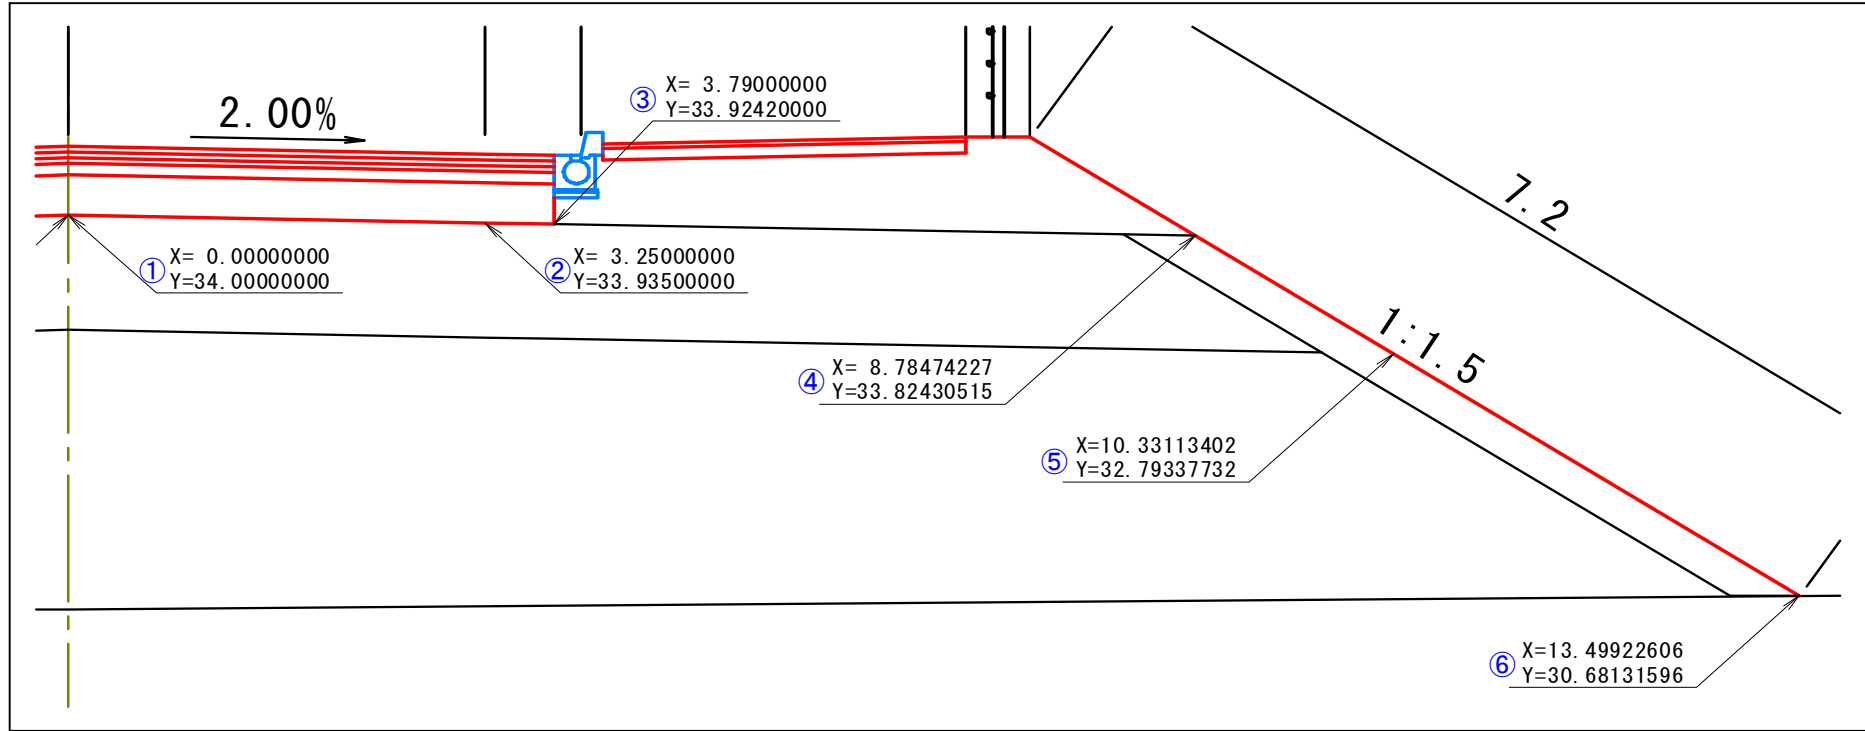 2.00%
③ X= 3.79000000
Y=33.92420000
7.2
① X= 0.00000000
Y=34.00000000
② X= 3.25000000
Y=33.93500000
1:1.5
④ X= 8.78474227
Y=33.82430515
⑤ X=10.33113402
Y=32.79337732
⑥ X=13.49922606
Y=30.68131596